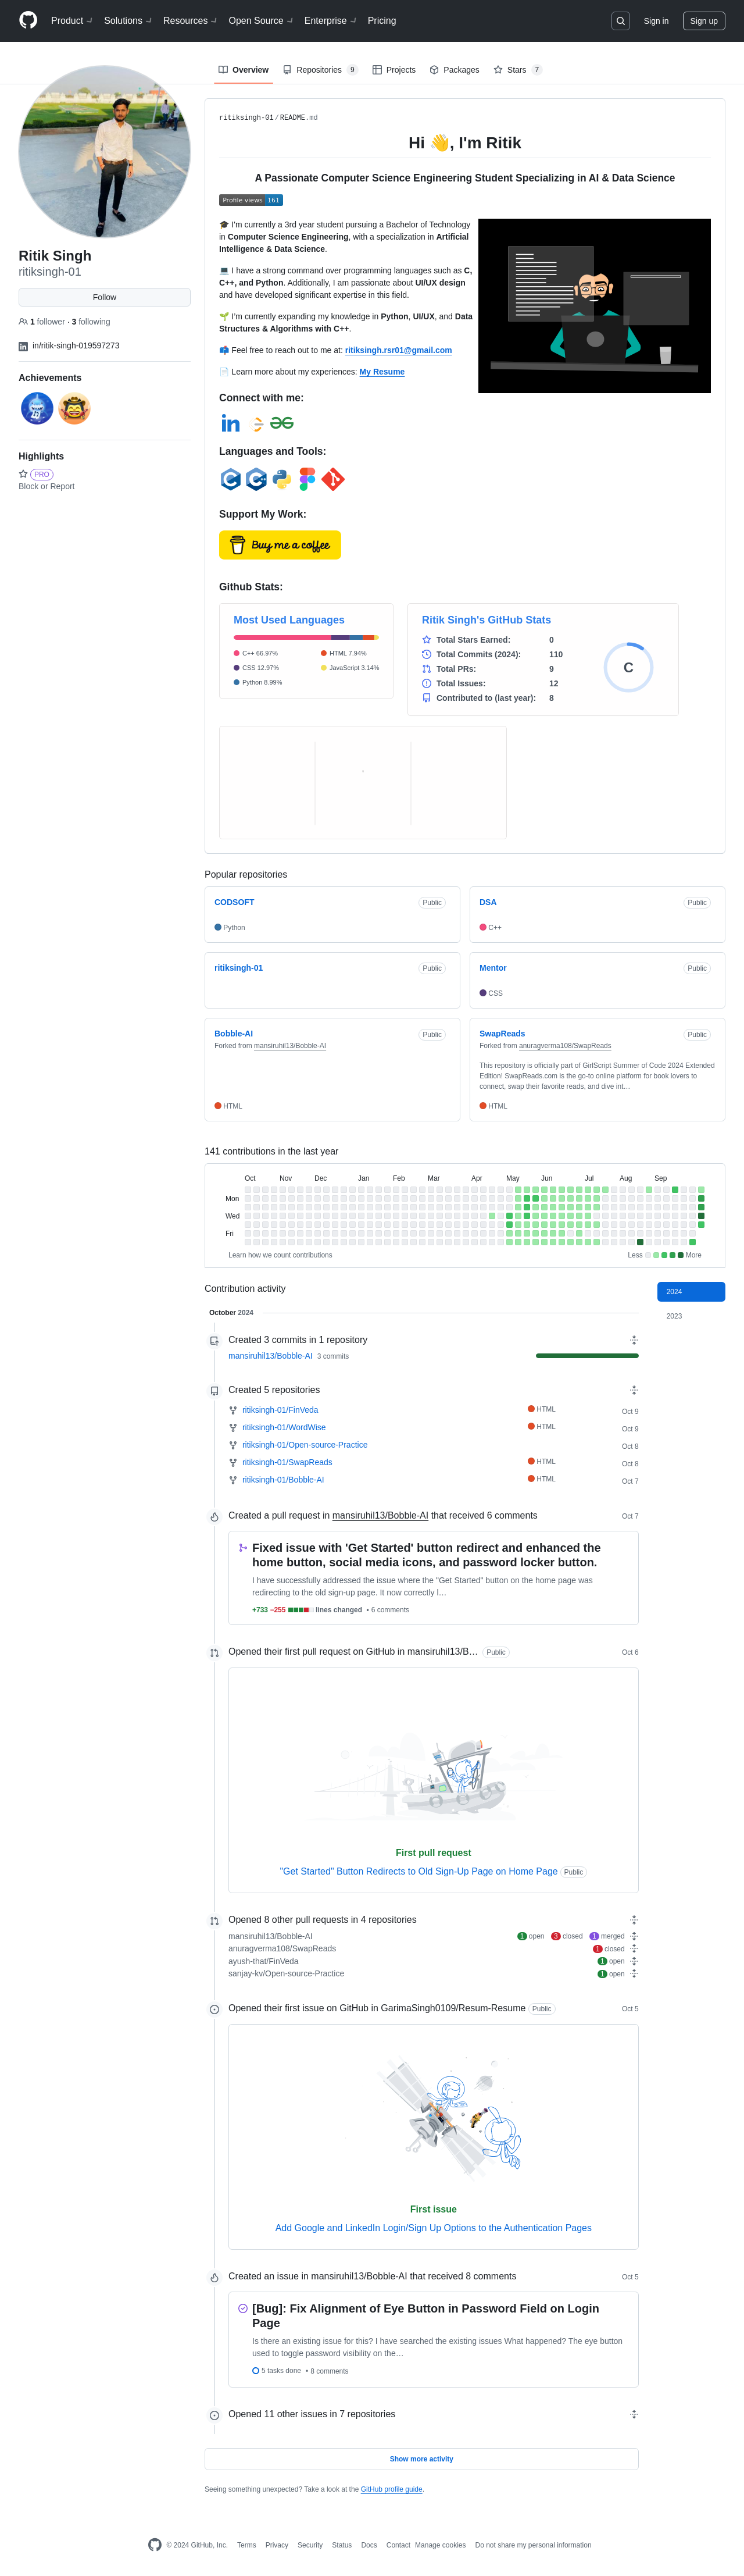 Product
Solutions
Resources
Open Source
Enterprise
Pricing
Sign in
Sign up
Overview
Repositories 9
Projects
Packages
Stars 7
Ritik Singh
ritiksingh-01
Follow
1 follower · 3 following
in/ritik-singh-019597273
Achievements
Highlights
PRO
Block or Report
ritiksingh-01/README.md
Hi 👋, I'm Ritik
A Passionate Computer Science Engineering Student Specializing in AI & Data Science
Profile views 161
🎓 I'm currently a 3rd year student pursuing a Bachelor of Technology
in Computer Science Engineering, with a specialization in Artificial
Intelligence & Data Science.
💻 I have a strong command over programming languages such as C,
C++, and Python. Additionally, I am passionate about UI/UX design
and have developed significant expertise in this field.
🌱 I'm currently expanding my knowledge in Python, UI/UX, and Data
Structures & Algorithms with C++.
📫 Feel free to reach out to me at: ritiksingh.rsr01@gmail.com
📄 Learn more about my experiences: My Resume
Connect with me:
Languages and Tools:
Support My Work:
Buy me a coffee
Github Stats:
Most Used Languages
C++ 66.97%
HTML 7.94%
CSS 12.97%
JavaScript 3.14%
Python 8.99%
Ritik Singh's GitHub Stats
Total Stars Earned: 0
Total Commits (2024): 110
Total PRs: 9
Total Issues: 12
Contributed to (last year): 8
C
Popular repositories
CODSOFT Public
Python
DSA Public
C++
ritiksingh-01 Public
Mentor Public
CSS
Bobble-AI Public
Forked from mansiruhil13/Bobble-AI
HTML
SwapReads Public
Forked from anuragverma108/SwapReads
This repository is officially part of GirlScript Summer of Code 2024 Extended
Edition! SwapReads.com is the go-to online platform for book lovers to
connect, swap their favorite reads, and dive int…
HTML
141 contributions in the last year
Oct Nov Dec Jan Feb Mar Apr May Jun Jul Aug Sep
Mon
Wed
Fri
Learn how we count contributions
Less
More
Contribution activity
2024
2023
October 2024
Created 3 commits in 1 repository
mansiruhil13/Bobble-AI 3 commits
Created 5 repositories
ritiksingh-01/FinVeda HTML Oct 9
ritiksingh-01/WordWise HTML Oct 9
ritiksingh-01/Open-source-Practice Oct 8
ritiksingh-01/SwapReads HTML Oct 8
ritiksingh-01/Bobble-AI HTML Oct 7
Created a pull request in mansiruhil13/Bobble-AI that received 6 comments Oct 7
Fixed issue with 'Get Started' button redirect and enhanced the
home button, social media icons, and password locker button.
I have successfully addressed the issue where the "Get Started" button on the home page was
redirecting to the old sign-up page. It now correctly l…
+733 −255 lines changed • 6 comments
Opened their first pull request on GitHub in mansiruhil13/B… Public Oct 6
First pull request
"Get Started" Button Redirects to Old Sign-Up Page on Home Page Public
Opened 8 other pull requests in 4 repositories
mansiruhil13/Bobble-AI 1 open 3 closed 1 merged
anuragverma108/SwapReads 1 closed
ayush-that/FinVeda 1 open
sanjay-kv/Open-source-Practice 1 open
Opened their first issue on GitHub in GarimaSingh0109/Resum-Resume Public Oct 5
First issue
Add Google and LinkedIn Login/Sign Up Options to the Authentication Pages
Created an issue in mansiruhil13/Bobble-AI that received 8 comments Oct 5
[Bug]: Fix Alignment of Eye Button in Password Field on Login
Page
Is there an existing issue for this? I have searched the existing issues What happened? The eye button
used to toggle password visibility on the…
5 tasks done • 8 comments
Opened 11 other issues in 7 repositories
Show more activity
Seeing something unexpected? Take a look at the GitHub profile guide.
© 2024 GitHub, Inc.
Terms
Privacy
Security
Status
Docs
Contact
Manage cookies
Do not share my personal information